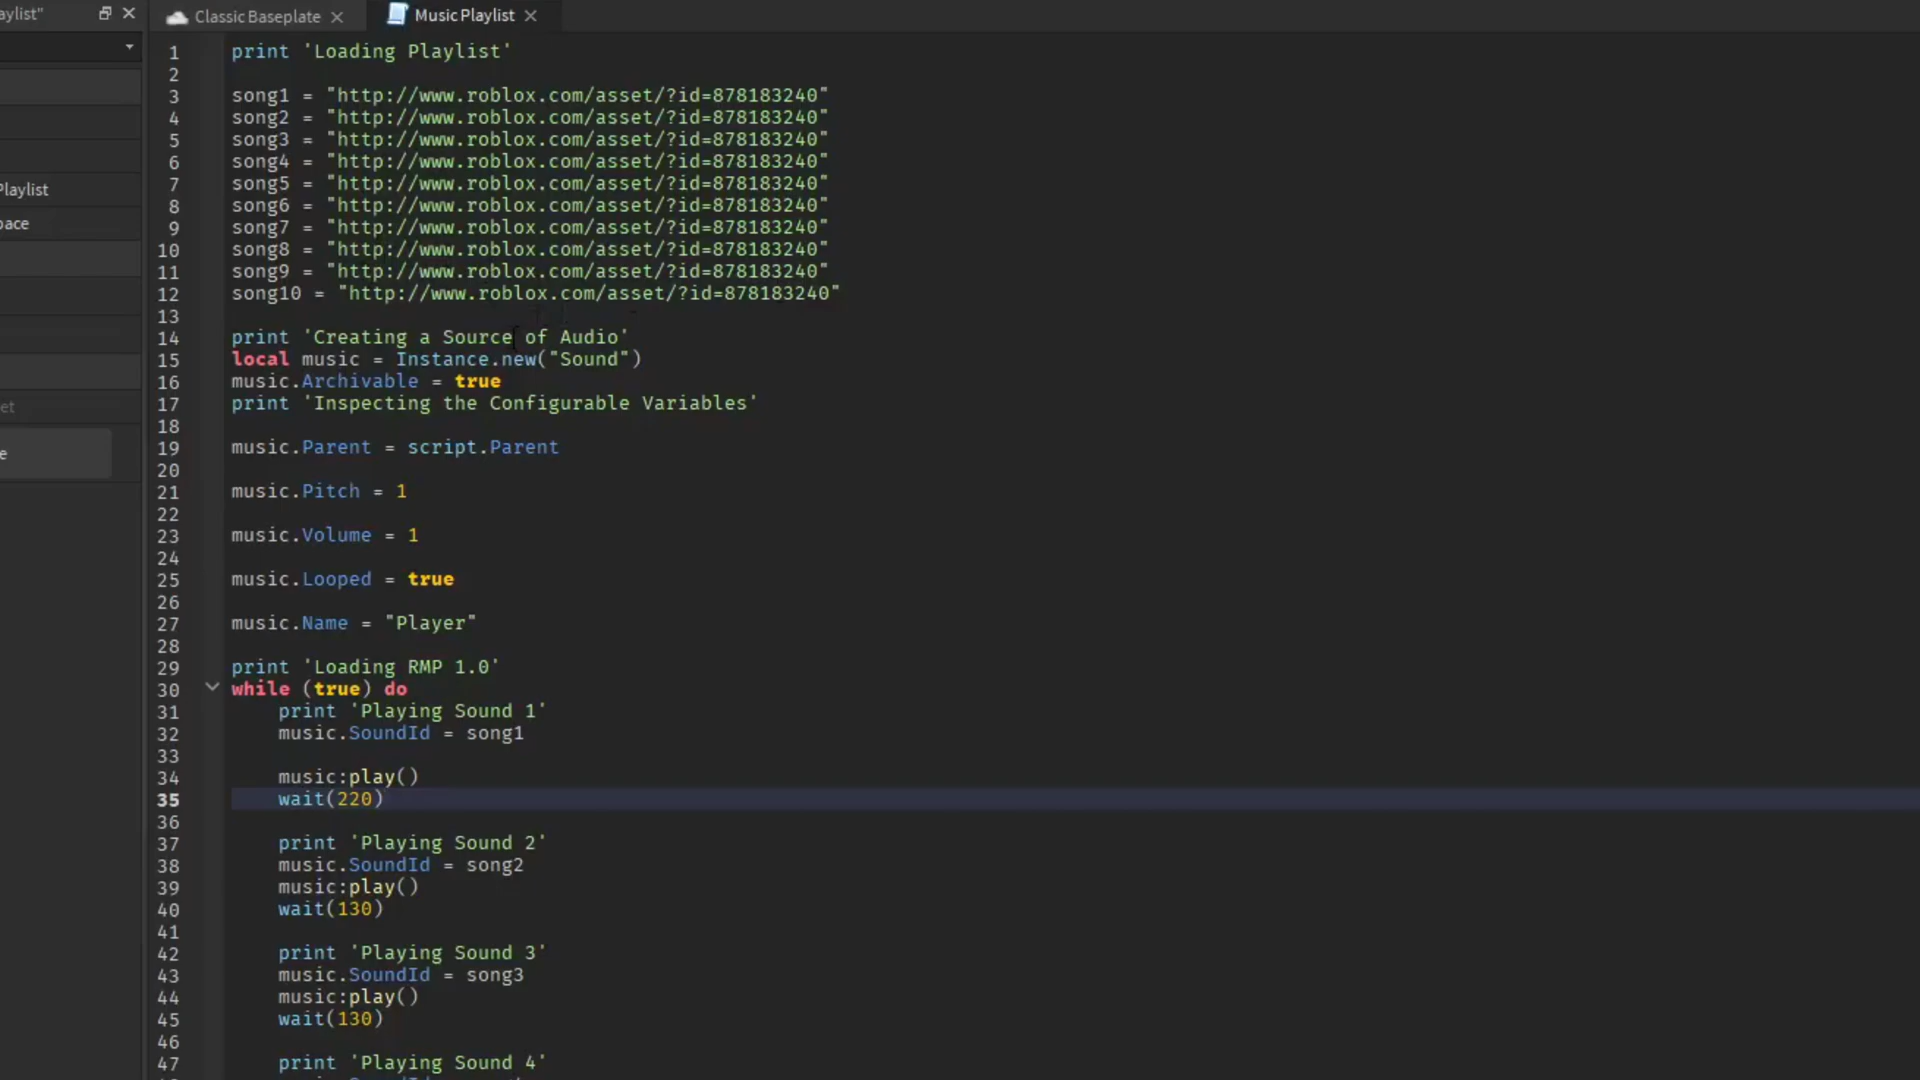 aylist"
Classic Baseplate
MusicPlaylist
Playlist
pace
et
e
1 print 'Loading Playlist'
2
3 song1 = "http://www.roblox.com/asset/?id=878183240"
4 song2 = "http://www.roblox.com/asset/?id=878183240"
5 song3 = "http://www.roblox.com/asset/?id=878183240"
6 song4 = "http://www.roblox.com/asset/?id=878183240"
7 song5 = "http://www.roblox.com/asset/?id=878183240"
8 song6 = "http://www.roblox.com/asset/?id=878183240"
9 song7 = "http://www.roblox.com/asset/?id=878183240"
10 song8 = "http://www.roblox.com/asset/?id=878183240"
11 song9 = "http://www.roblox.com/asset/?id=878183240"
12 song10 = "http://www.roblox.com/asset/?id=878183240"
13
14 print 'Creating a Source of Audio'
15 local music = Instance.new("Sound")
16 music.Archivable = true
17 print 'Inspecting the Configurable Variables'
18
19 music.Parent = script.Parent
20
21 music.Pitch = 1
22
23 music.Volume = 1
24
25 music.Looped = true
26
27 music.Name = "Player"
28
29 print 'Loading RMP 1.0'
30 while (true) do
31 print 'Playing Sound 1'
32 music.SoundId = song1
33
34 music:play()
35 wait(220)
36
37 print 'Playing Sound 2'
38 music.SoundId = song2
39 music:play()
40 wait(130)
41
42 print 'Playing Sound 3'
43 music.SoundId = song3
44 music:play()
45 wait(130)
46
47 print 'Playing Sound 4'